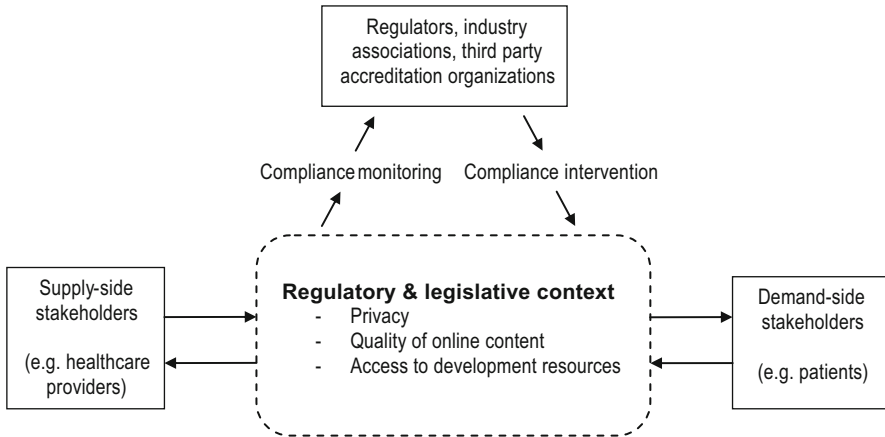 Regulators, industry
associations, third party
accreditation organizations
Compliance monitoring
Compliance intervention
Supply-side
stakeholders
(e.g. healthcare
providers)
Regulatory & legislative context
- Privacy
- Quality of online content
- Access to development resources
Demand-side
stakeholders
(e.g. patients)